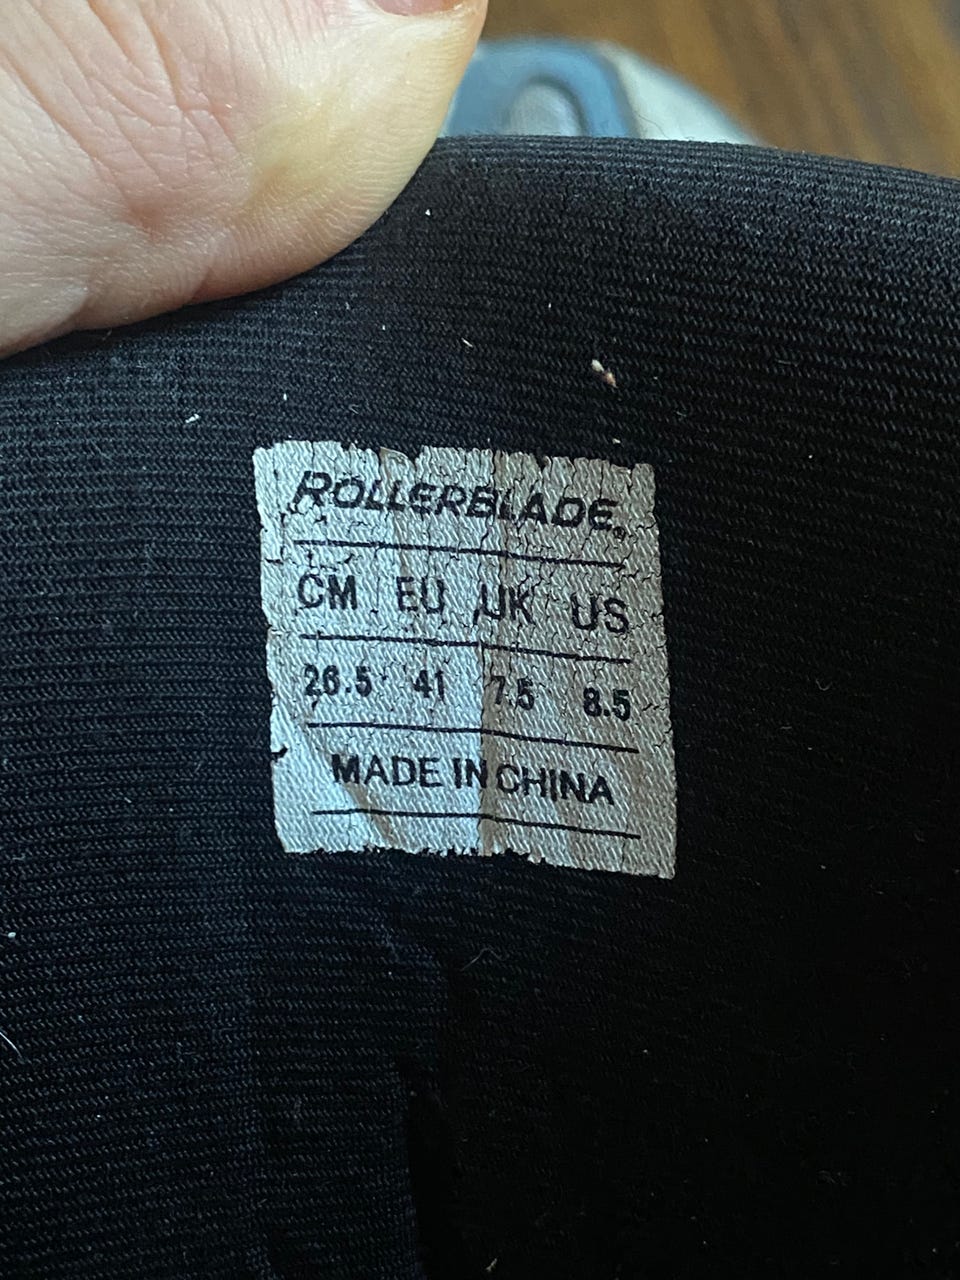 ROLLERBLADE®
CM EU UK US
26.5 41 7.5 8.5
MADE IN CHINA